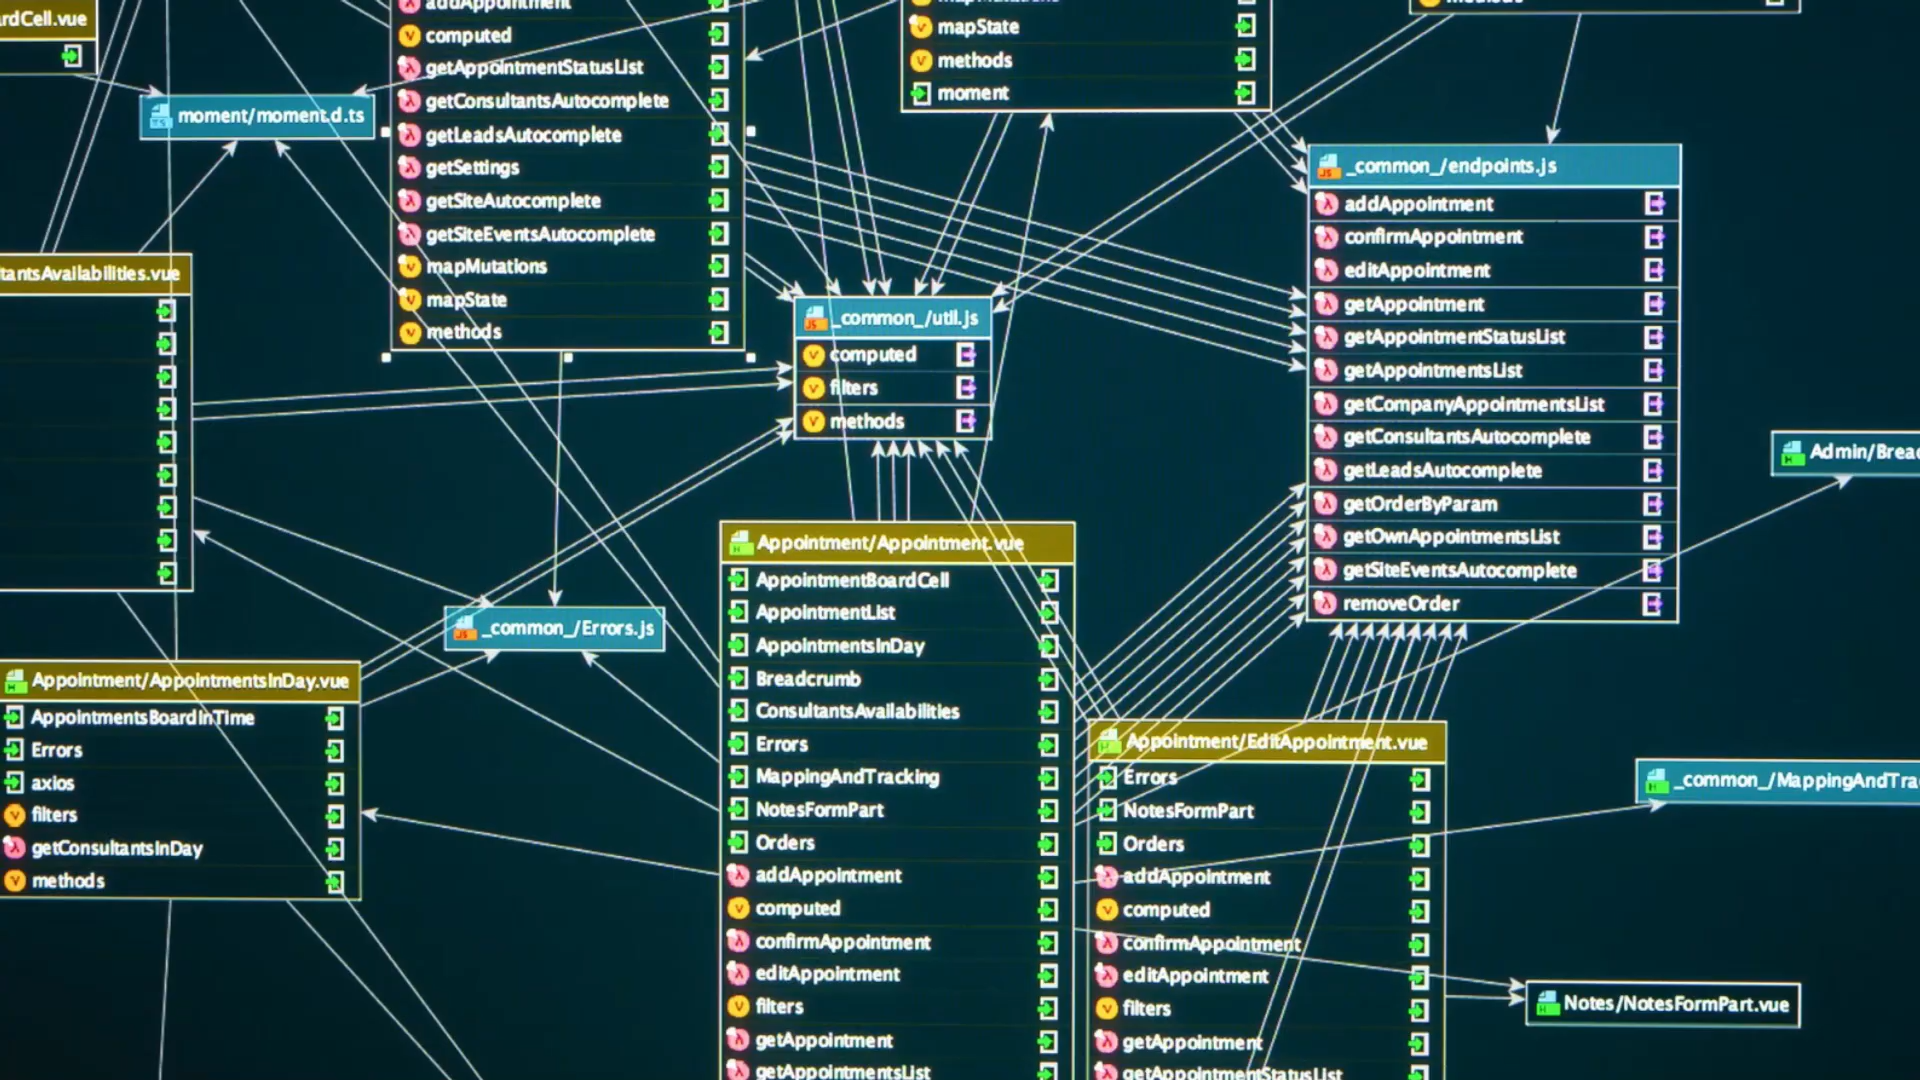 rdCell.vue
moment/moment.d.ts
addAppointment
computed
getAppointmentStatusList
getConsultantsAutocomplete
getLeadsAutocomplete
getSettings
getSiteAutocomplete
getSiteEventsAutocomplete
mapMutations
mapState
methods
mapMutations
mapState
methods
moment
methods
_common_/endpoints.js
addAppointment
confirmAppointment
editAppointment
getAppointment
getAppointmentStatusList
getAppointmentsList
getCompanyAppointmentsList
getConsultantsAutocomplete
getLeadsAutocomplete
getOrderByParam
getOwnAppointmentsList
getSiteEventsAutocomplete
removeOrder
tantsAvailabilities.vue
_common_/util.js
computed
filters
methods
Admin/Breac
_common_/Errors.js
Appointment/AppointmentsInDay.vue
AppointmentsBoardInTime
Errors
axios
filters
getConsultantsInDay
methods
Appointment/Appointment.vue
AppointmentBoardCell
AppointmentList
AppointmentsInDay
Breadcrumb
ConsultantsAvailabilities
Errors
MappingAndTracking
NotesFormPart
Orders
addAppointment
computed
confirmAppointment
editAppointment
filters
getAppointment
getAppointmentsList
Appointment/EditAppointment.vue
Errors
NotesFormPart
Orders
addAppointment
computed
confirmAppointment
editAppointment
filters
getAppointment
getAppointmentStatusList
_common_/MappingAndTra
Notes/NotesFormPart.vue